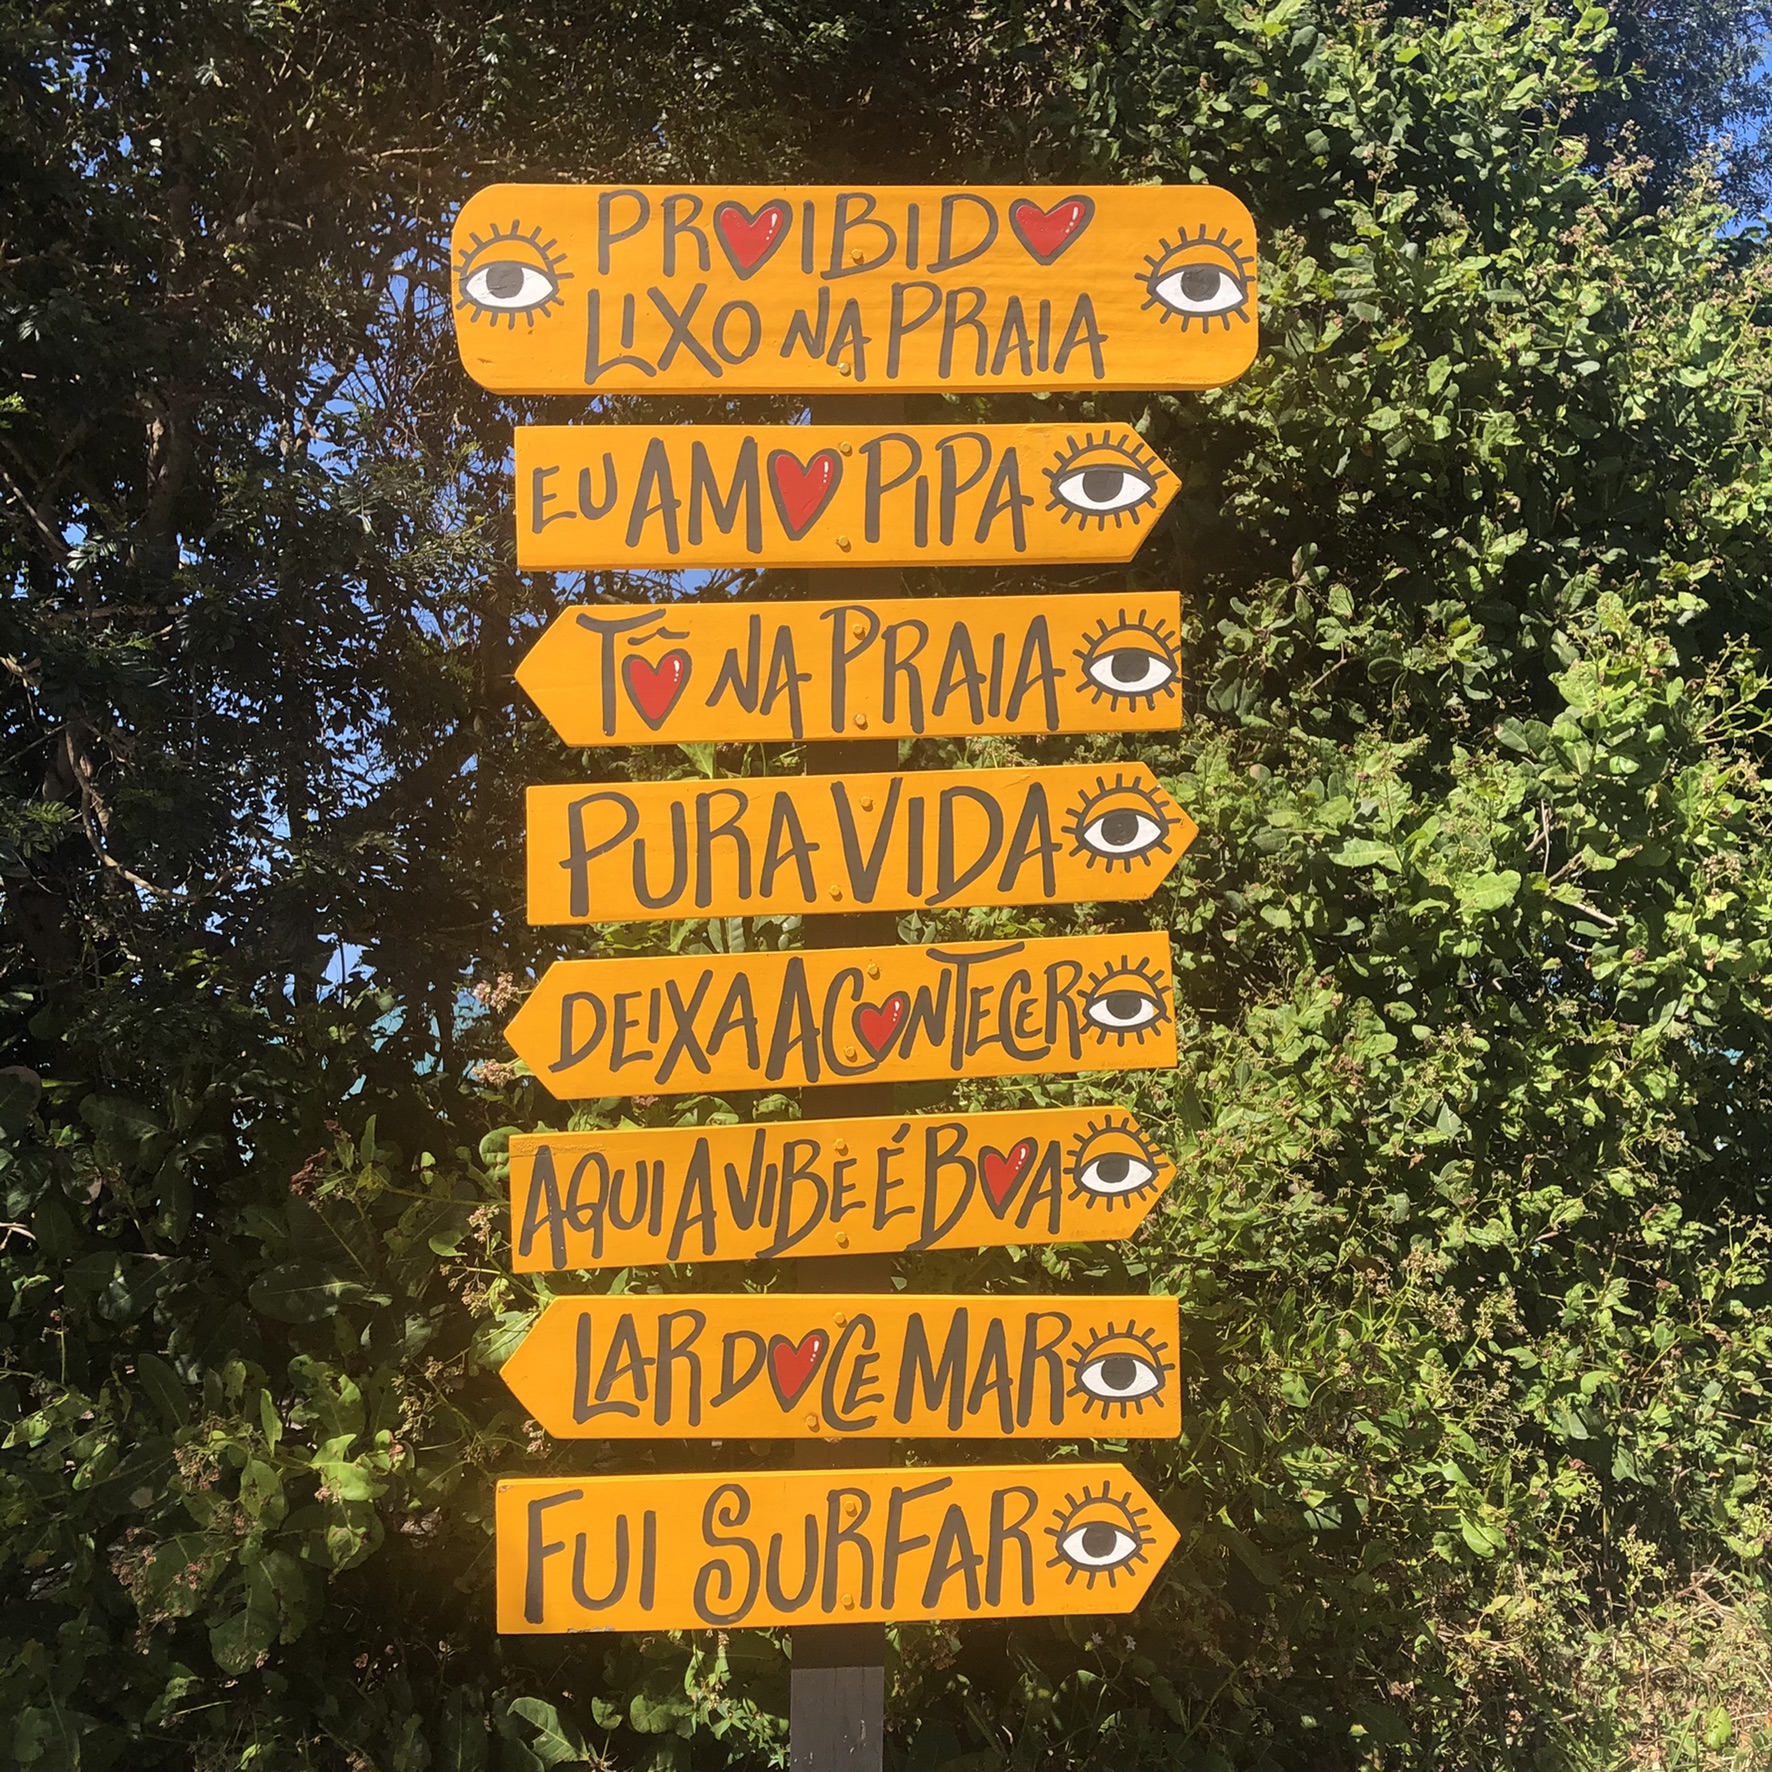 PROIBIDO
LIXO NA PRAIA
EU AMO PIPA
TÔ NA PRAIA
PURA VIDA
DEIXA ACONTECER
AQUI A VIBE É BOA
LAR DOCE MAR
FUI SURFAR